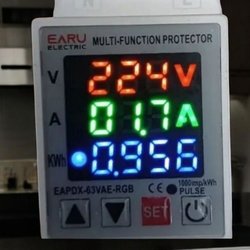 EARU
ELECTRIC
MULTI-FUNCTION PROTECTOR
V 224 V
A 01.7 A
KWh 0.956
EAPDX-63VAE-RGB CE 1000imp/kWh
PULSE
SET